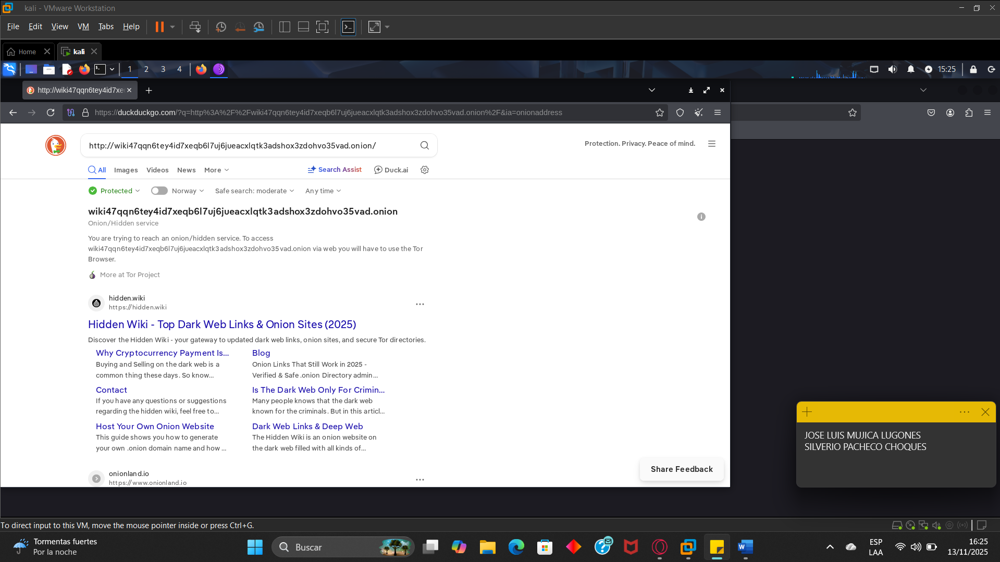 kali - VMware Workstation
File Edit View VM Tabs Help
Home
kali
1 2 3 4
15:25
http://wiki47qqn6tey4id7xe
https://duckduckgo.com/?q=http%3A%2F%2Fwiki47qqn6tey4id7xeqb6l7uj6jueacxlqtk3adshox3zdohvo35vad.onion%2F&ia=onionaddress
http://wiki47qqn6tey4id7xeqb6l7uj6jueacxlqtk3adshox3zdohvo35vad.onion/
Protection. Privacy. Peace of mind.
All Images Videos News More Search Assist Duck.ai
Protected Norway Safe search: moderate Any time
wiki47qqn6tey4id7xeqb6l7uj6jueacxlqtk3adshox3zdohvo35vad.onion
Onion/Hidden service
You are trying to reach an onion/hidden service. To access
wiki47qqn6tey4id7xeqb6l7uj6jueacxlqtk3adshox3zdohvo35vad.onion via web you will have to use the Tor
Browser.
More at Tor Project
hidden.wiki
https://hidden.wiki
Hidden Wiki - Top Dark Web Links & Onion Sites (2025)
Discover the Hidden Wiki - your gateway to updated dark web links, onion sites, and secure Tor directories.
Why Cryptocurrency Payment Is...
Buying and Selling on the dark web is a
common thing these days. So know...
Blog
Onion Links That Still Work in 2025 -
Verified & Safe .onion Directory admin...
Contact
If you have any questions or suggestions
regarding the hidden wiki, feel free to...
Is The Dark Web Only For Crimin...
Many people knows that the dark web
known for the criminals. But in this articl...
Host Your Own Onion Website
This guide shows you how to generate
your own .onion domain name and how ...
Dark Web Links & Deep Web
The Hidden Wiki is an onion website on
the dark web filled with all kinds of...
onionland.io
https://www.onionland.io
Share Feedback
JOSE LUIS MUJICA LUGONES
SILVERIO PACHECO CHOQUES
To direct input to this VM, move the mouse pointer inside or press Ctrl+G.
Tormentas fuertes
Por la noche
Buscar
ESP
LAA
16:25
13/11/2025